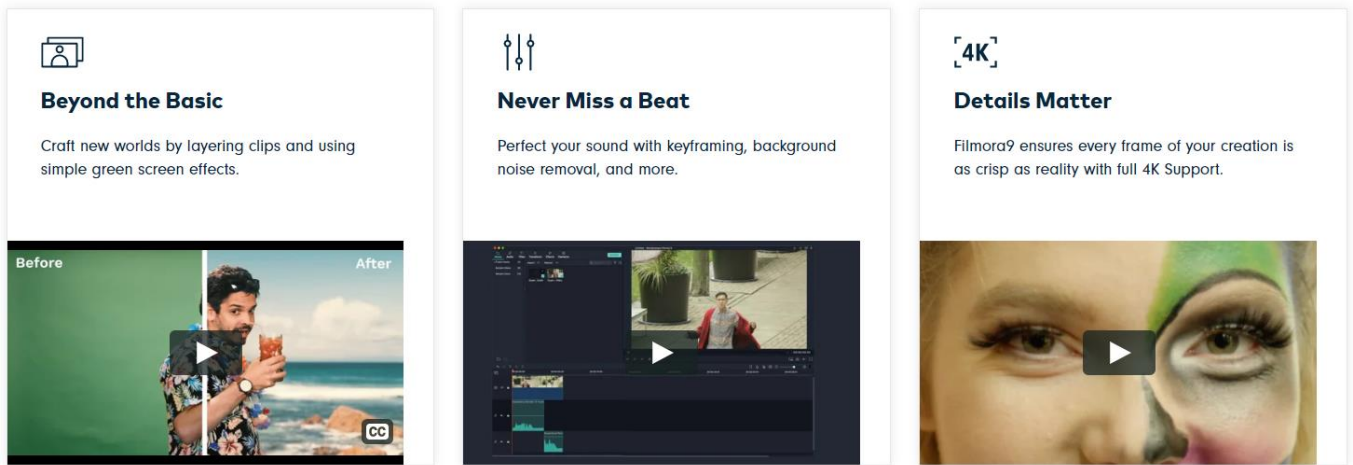 Beyond the Basic
Craft new worlds by layering clips and using
simple green screen effects.
Before
After
CC
Never Miss a Beat
Perfect your sound with keyframing, background
noise removal, and more.
4K
Details Matter
Filmora9 ensures every frame of your creation is
as crisp as reality with full 4K Support.